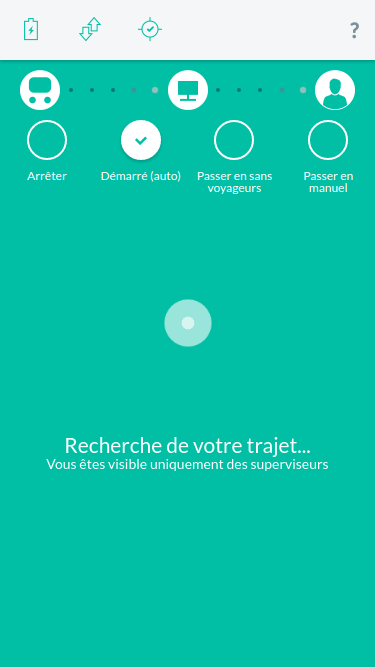 ?
Arrêter
Démarré (auto)
Passer en sans
voyageurs
Passer en
manuel
Recherche de votre trajet...
Vous êtes visible uniquement des superviseurs